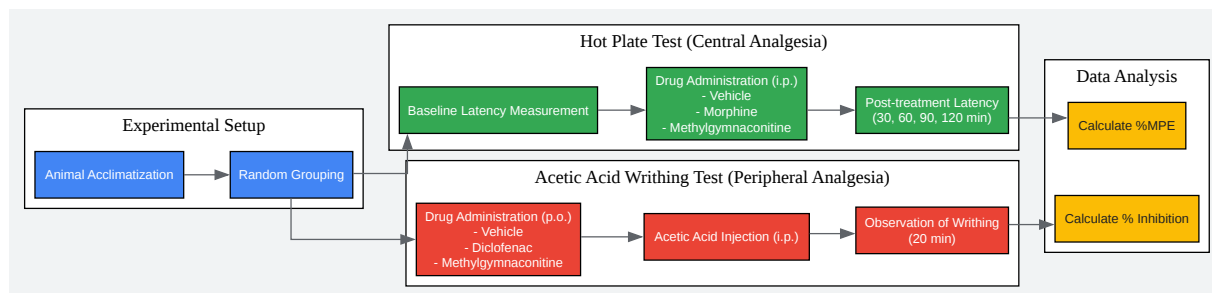 Experimental Setup
Animal Acclimatization
Random Grouping
Hot Plate Test (Central Analgesia)
Baseline Latency Measurement
Drug Administration (i.p.)
- Vehicle
- Morphine
- Methylgymnaconitine
Post-treatment Latency
(30, 60, 90, 120 min)
Acetic Acid Writhing Test (Peripheral Analgesia)
Drug Administration (p.o.)
- Vehicle
- Diclofenac
- Methylgymnaconitine
Acetic Acid Injection (i.p.)
Observation of Writhing
(20 min)
Data Analysis
Calculate %MPE
Calculate % Inhibition